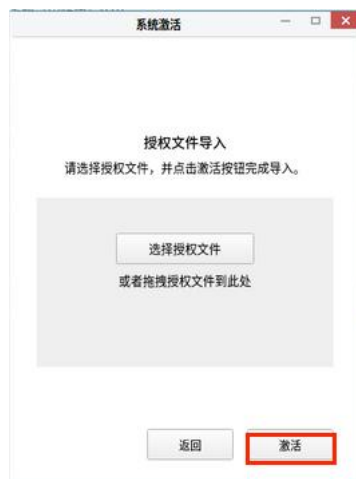 系统激活
授权文件导入
请选择授权文件，并点击激活按钮完成导入。
选择授权文件
或者拖拽授权文件到此处
返回
激活